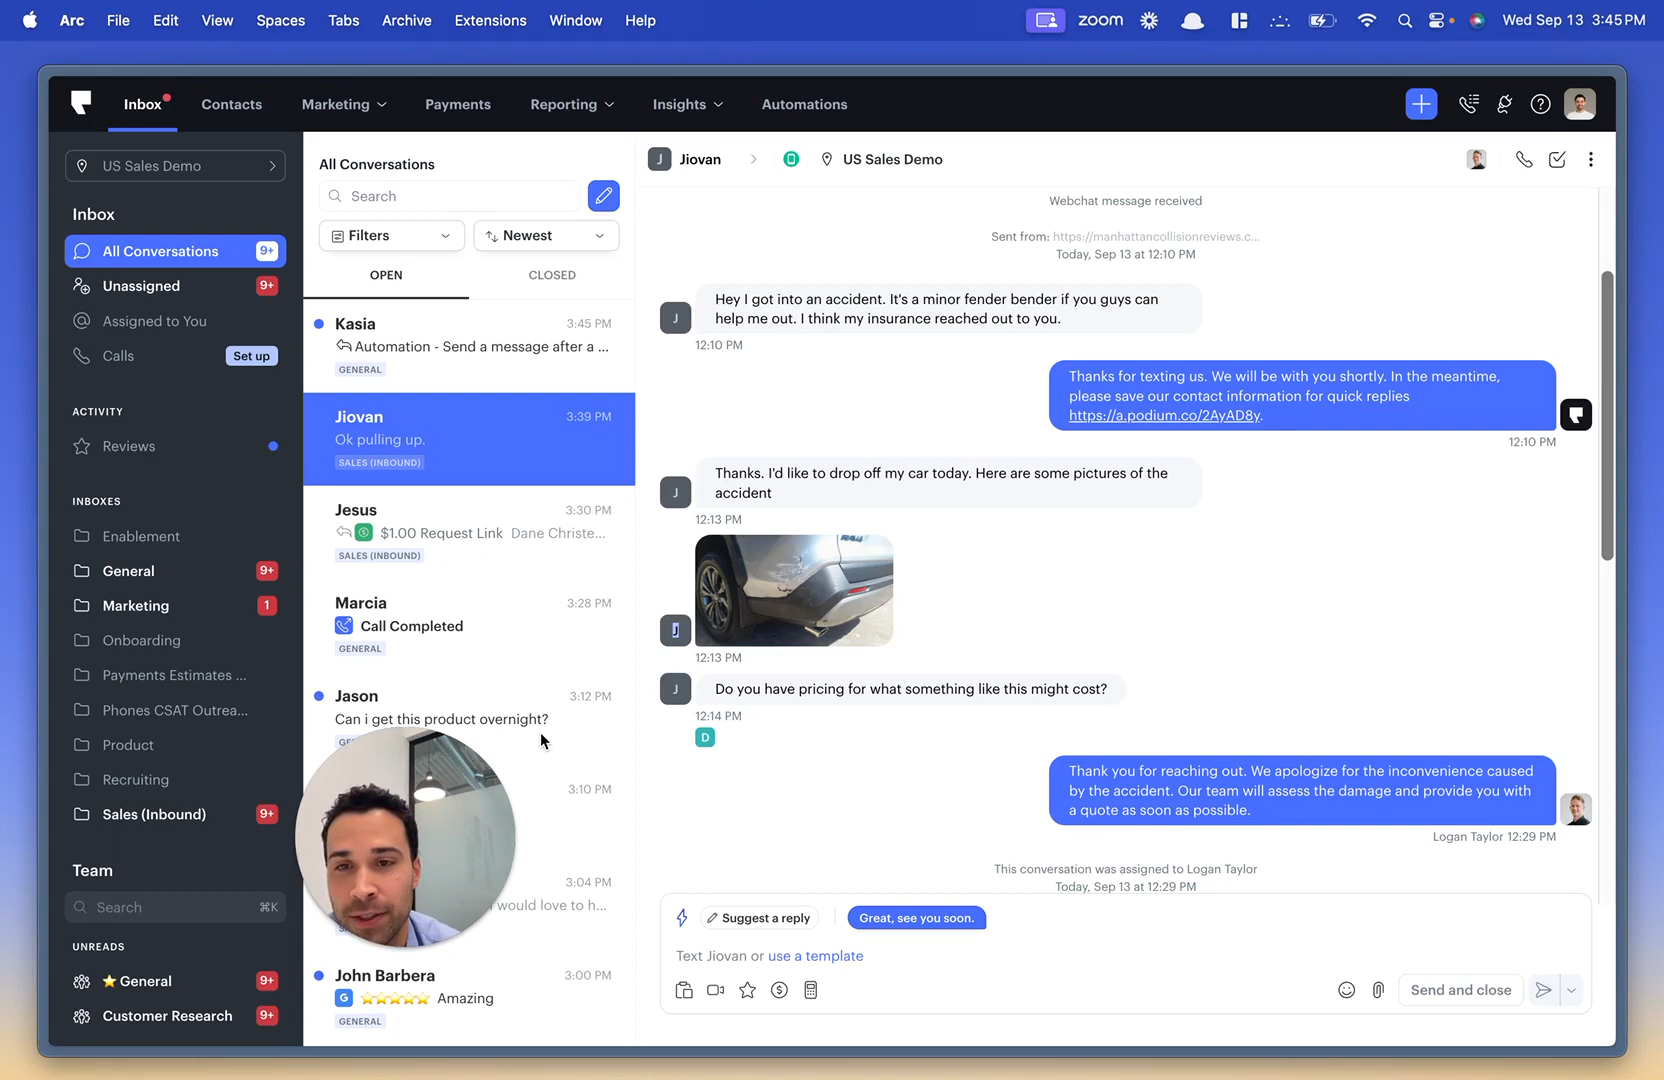 Arc File Edit View Spaces Tabs Archive Extensions Window Help
zoom
Wed Sep 13 3:45 PM
Inbox Contacts Marketing Payments Reporting Insights Automations
US Sales Demo
Inbox
All Conversations 9+
Unassigned 9+
Assigned to You
Calls Set up
ACTIVITY
Reviews
INBOXES
Enablement
General 9+
Marketing 1
Onboarding
Payments Estimates ...
Phones CSAT Outrea...
Product
Recruiting
Sales (Inbound) 9+
Team
Search ⌘K
UNREADS
⭐ General 9+
Customer Research 9+
All Conversations
Search
Filters
Newest
OPEN CLOSED
Kasia 3:45 PM
Automation - Send a message after a ...
GENERAL
Jiovan 3:39 PM
Ok pulling up.
SALES (INBOUND)
Jesus 3:30 PM
$1.00 Request Link Dane Christe...
SALES (INBOUND)
Marcia 3:28 PM
Call Completed
GENERAL
Jason 3:12 PM
Can i get this product overnight?
3:10 PM
3:04 PM
would love to h...
John Barbera 3:00 PM
G ⭐⭐⭐⭐⭐ Amazing
GENERAL
J Jiovan US Sales Demo
Webchat message received
Sent from: https://manhattancollisionreviews.c...
Today, Sep 13 at 12:10 PM
Hey I got into an accident. It's a minor fender bender if you guys can
help me out. I think my insurance reached out to you.
J
12:10 PM
Thanks for texting us. We will be with you shortly. In the meantime,
please save our contact information for quick replies
https://a.podium.co/2AyAD8y.
12:10 PM
Thanks. I'd like to drop off my car today. Here are some pictures of the
accident
J
12:13 PM
J
12:13 PM
J Do you have pricing for what something like this might cost?
12:14 PM
D
Thank you for reaching out. We apologize for the inconvenience caused
by the accident. Our team will assess the damage and provide you with
a quote as soon as possible.
Logan Taylor 12:29 PM
This conversation was assigned to Logan Taylor
Today, Sep 13 at 12:29 PM
Suggest a reply Great, see you soon.
Text Jiovan or use a template
Send and close